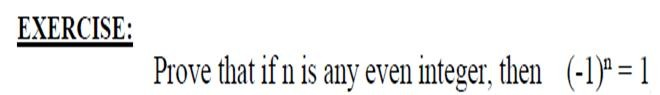 EXERCISE:
Prove that if n is any even integer, then (-1)ⁿ = 1